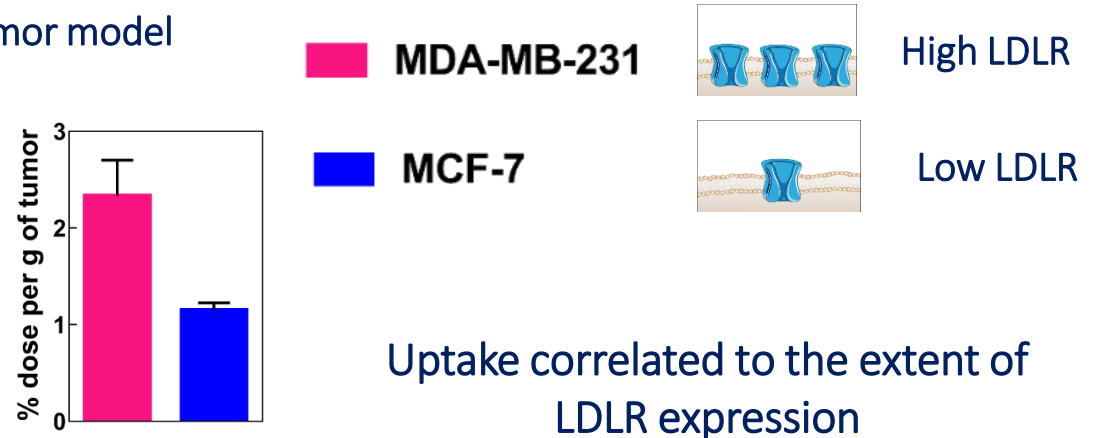 mor model
MDA-MB-231
High LDLR
MCF-7
Low LDLR
% dose per g of tumor
3
2
1
0
Uptake correlated to the extent of
LDLR expression